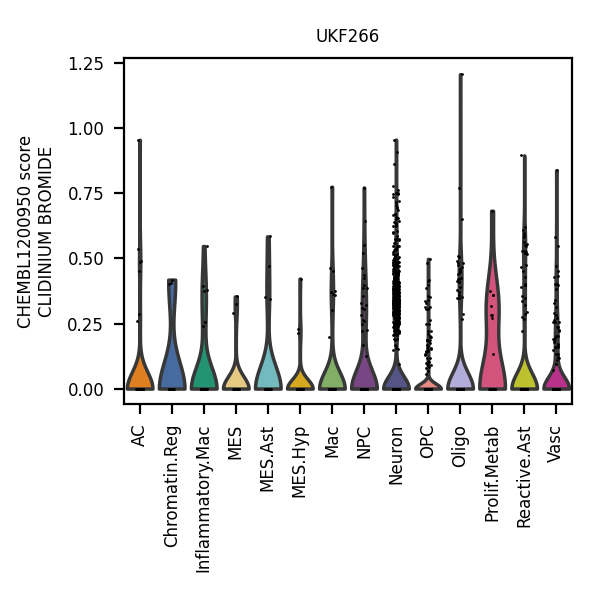 UKF266
CHEMBL1200950 score
CLIDINIUM BROMIDE
1.25
1.00
0.75
0.50
0.25
0.00
AC
Chromatin.Reg
Inflammatory.Mac
MES
MES.Ast
MES.Hyp
Mac
NPC
Neuron
OPC
Oligo
Prolif.Metab
Reactive.Ast
Vasc